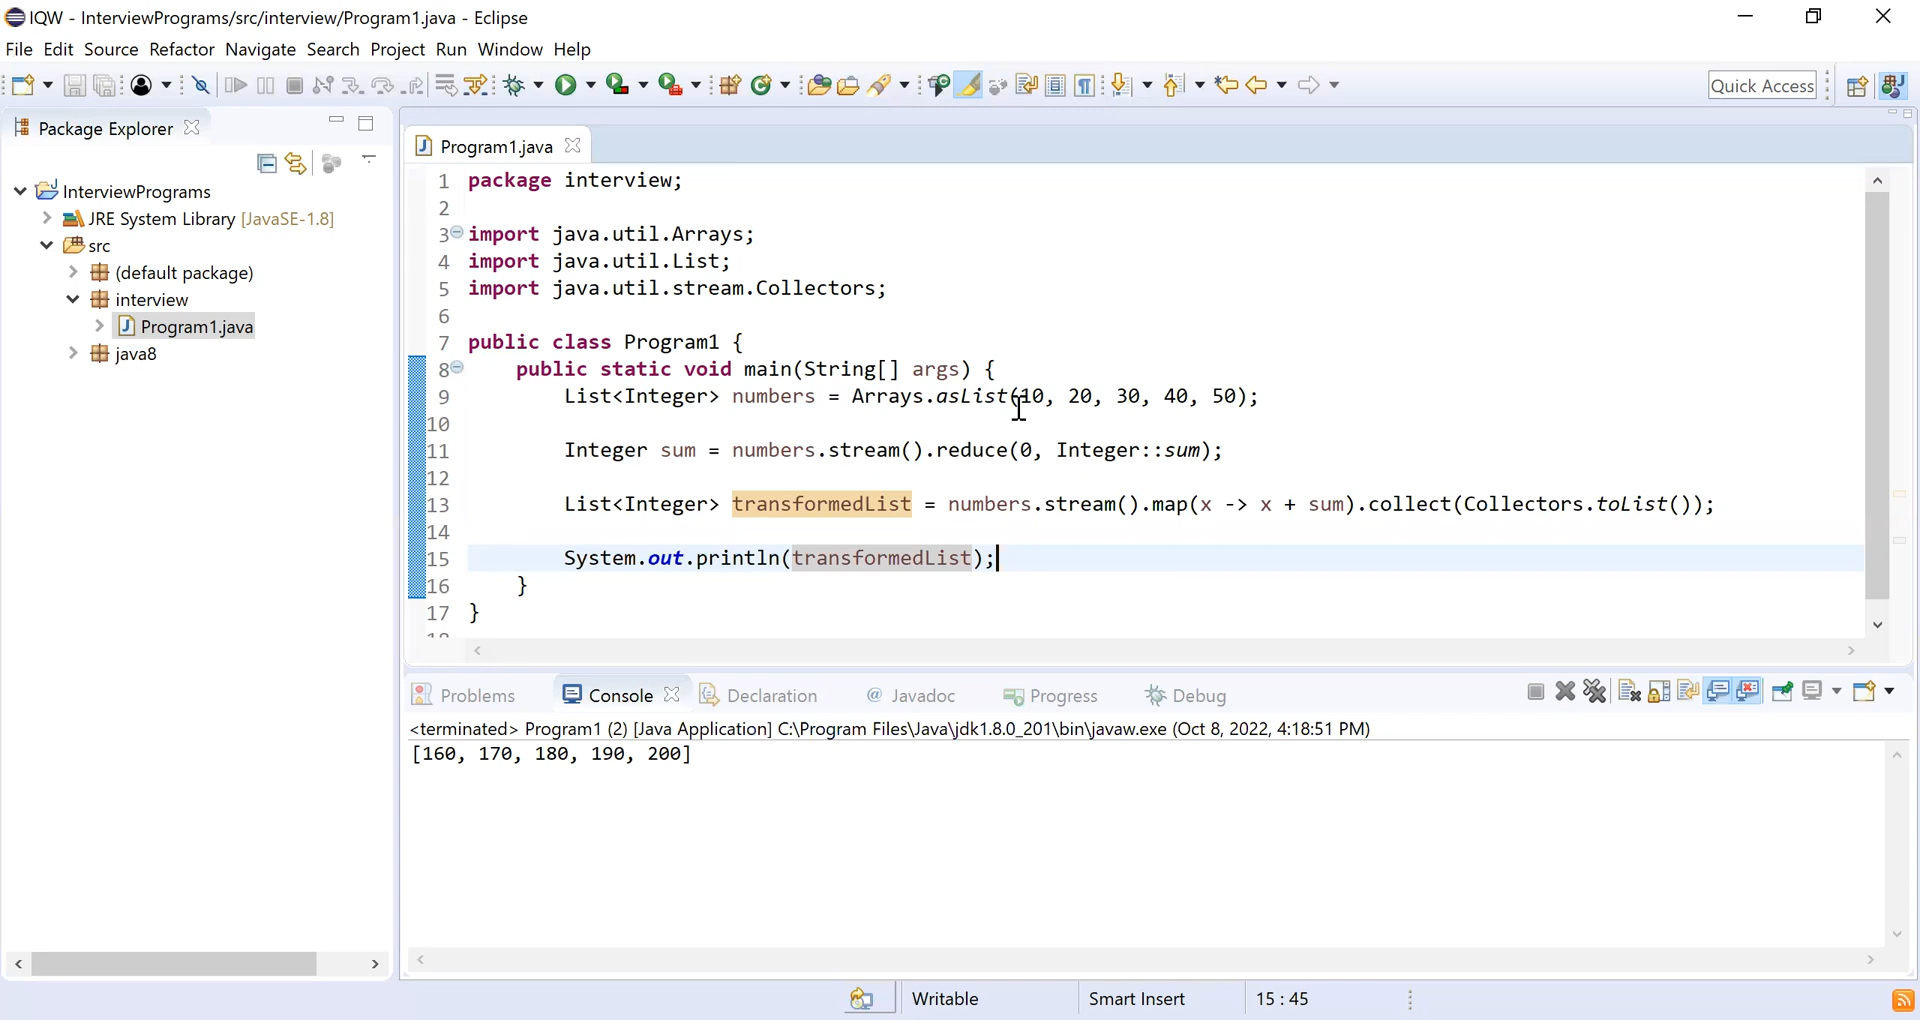 IQW - InterviewPrograms/src/interview/Program1.java - Eclipse
File Edit Source Refactor Navigate Search Project Run Window Help
Quick Access
Package Explorer
InterviewPrograms
JRE System Library [JavaSE-1.8]
src
(default package)
interview
Program1.java
java8
Program1.java
1 package interview;
2
3 import java.util.Arrays;
4 import java.util.List;
5 import java.util.stream.Collectors;
6
7 public class Program1 {
8 public static void main(String[] args) {
9 List<Integer> numbers = Arrays.asList(10, 20, 30, 40, 50);
10
11 Integer sum = numbers.stream().reduce(0, Integer::sum);
12
13 List<Integer> transformedList = numbers.stream().map(x -> x + sum).collect(Collectors.toList());
14
15 System.out.println(transformedList);
16 }
17 }
Problems Console Declaration @ Javadoc Progress Debug
<terminated> Program1 (2) [Java Application] C:\Program Files\Java\jdk1.8.0_201\bin\javaw.exe (Oct 8, 2022, 4:18:51 PM)
[160, 170, 180, 190, 200]
Writable Smart Insert 15 : 45